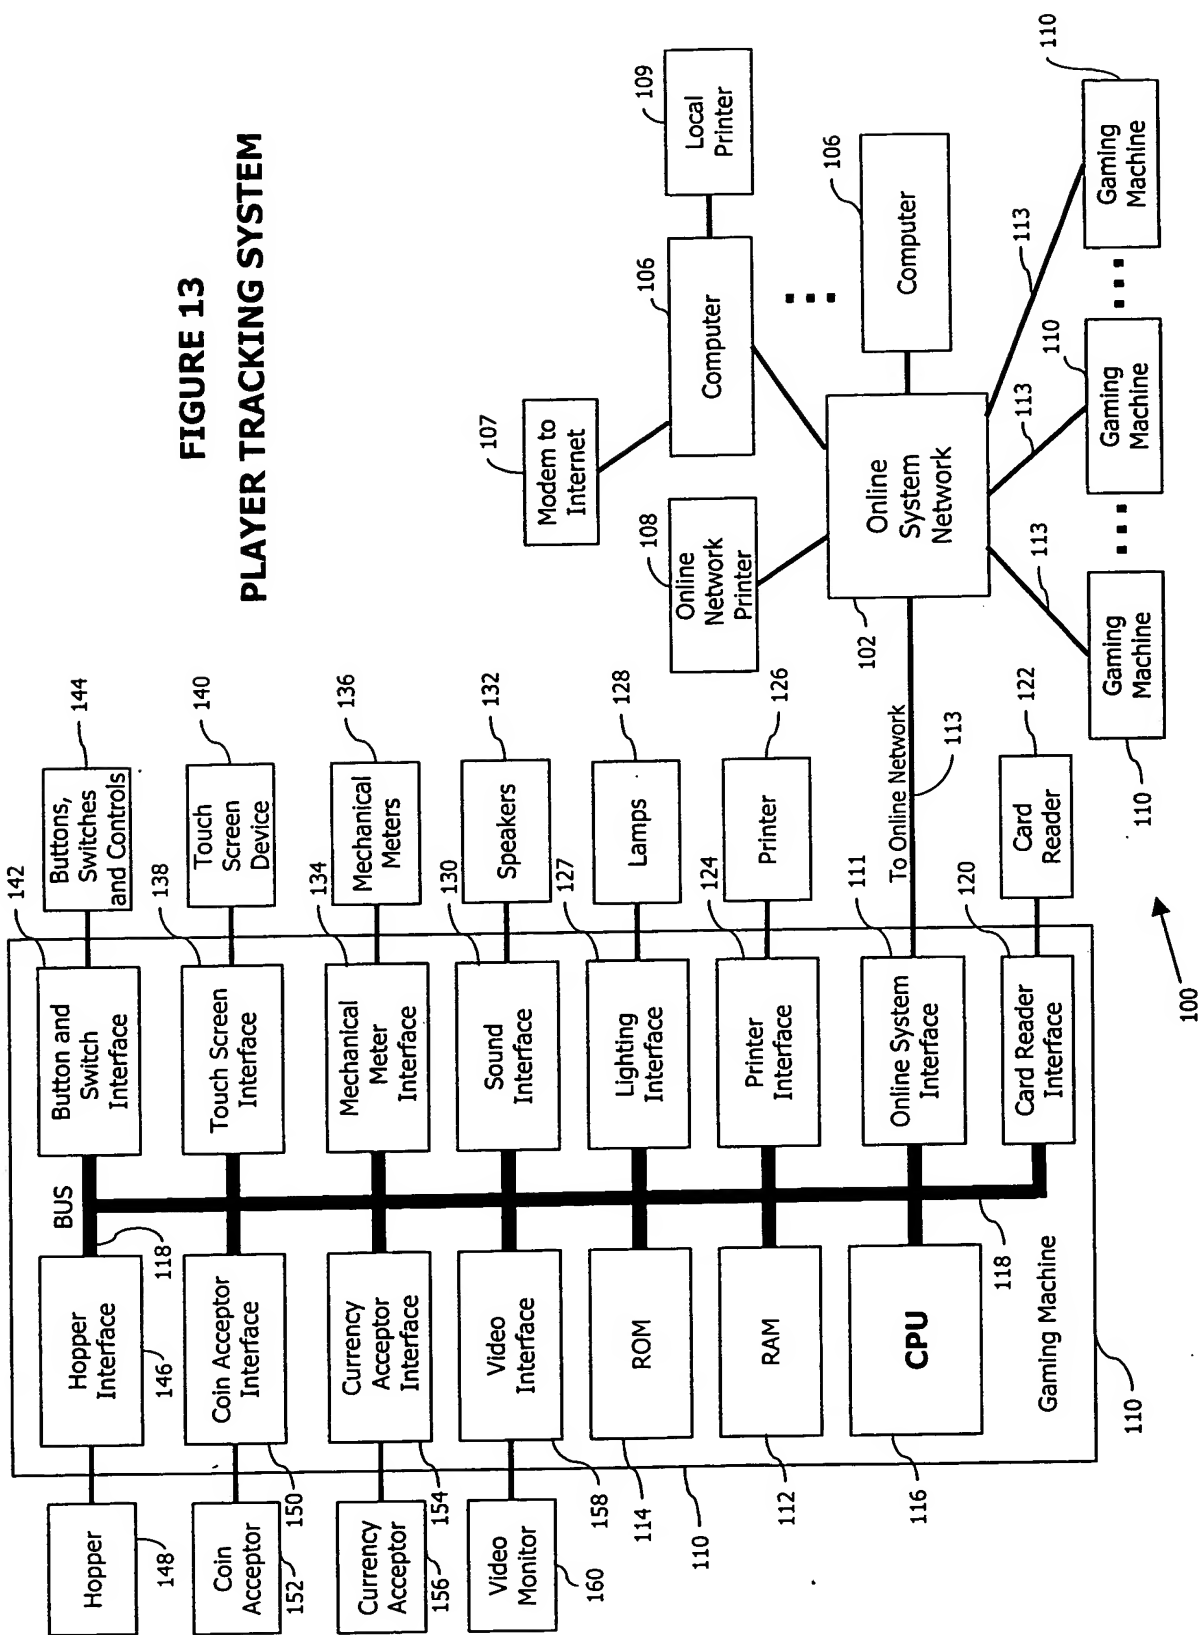 FIGURE 13
PLAYER TRACKING SYSTEM
144
Buttons,
Switches
and Controls
142
Button and
Switch
Interface
BUS
118
Hopper
Interface
146
Hopper
148
140
Touch
Screen
Device
138
Touch Screen
Interface
Coin Acceptor
Interface
150
Coin
Acceptor
152
136
Mechanical
Meters
134
Mechanical
Meter
Interface
Currency
Acceptor
Interface
154
Currency
Acceptor
156
132
Speakers
130
Sound
Interface
Video
Interface
158
Video
Monitor
160
128
Lamps
127
Lighting
Interface
ROM
114
110
126
Printer
124
Printer
Interface
RAM
112
111
Online System
Interface
To Online Network
113
CPU
116
118
122
Card
Reader
120
Card Reader
Interface
Gaming Machine
110
100
107
Modem to
Internet
106
Computer
109
Local
Printer
108
Online
Network
Printer
106
Computer
102
Online
System
Network
113
113
113
110
Gaming
Machine
110
Gaming
Machine
110
Gaming
Machine